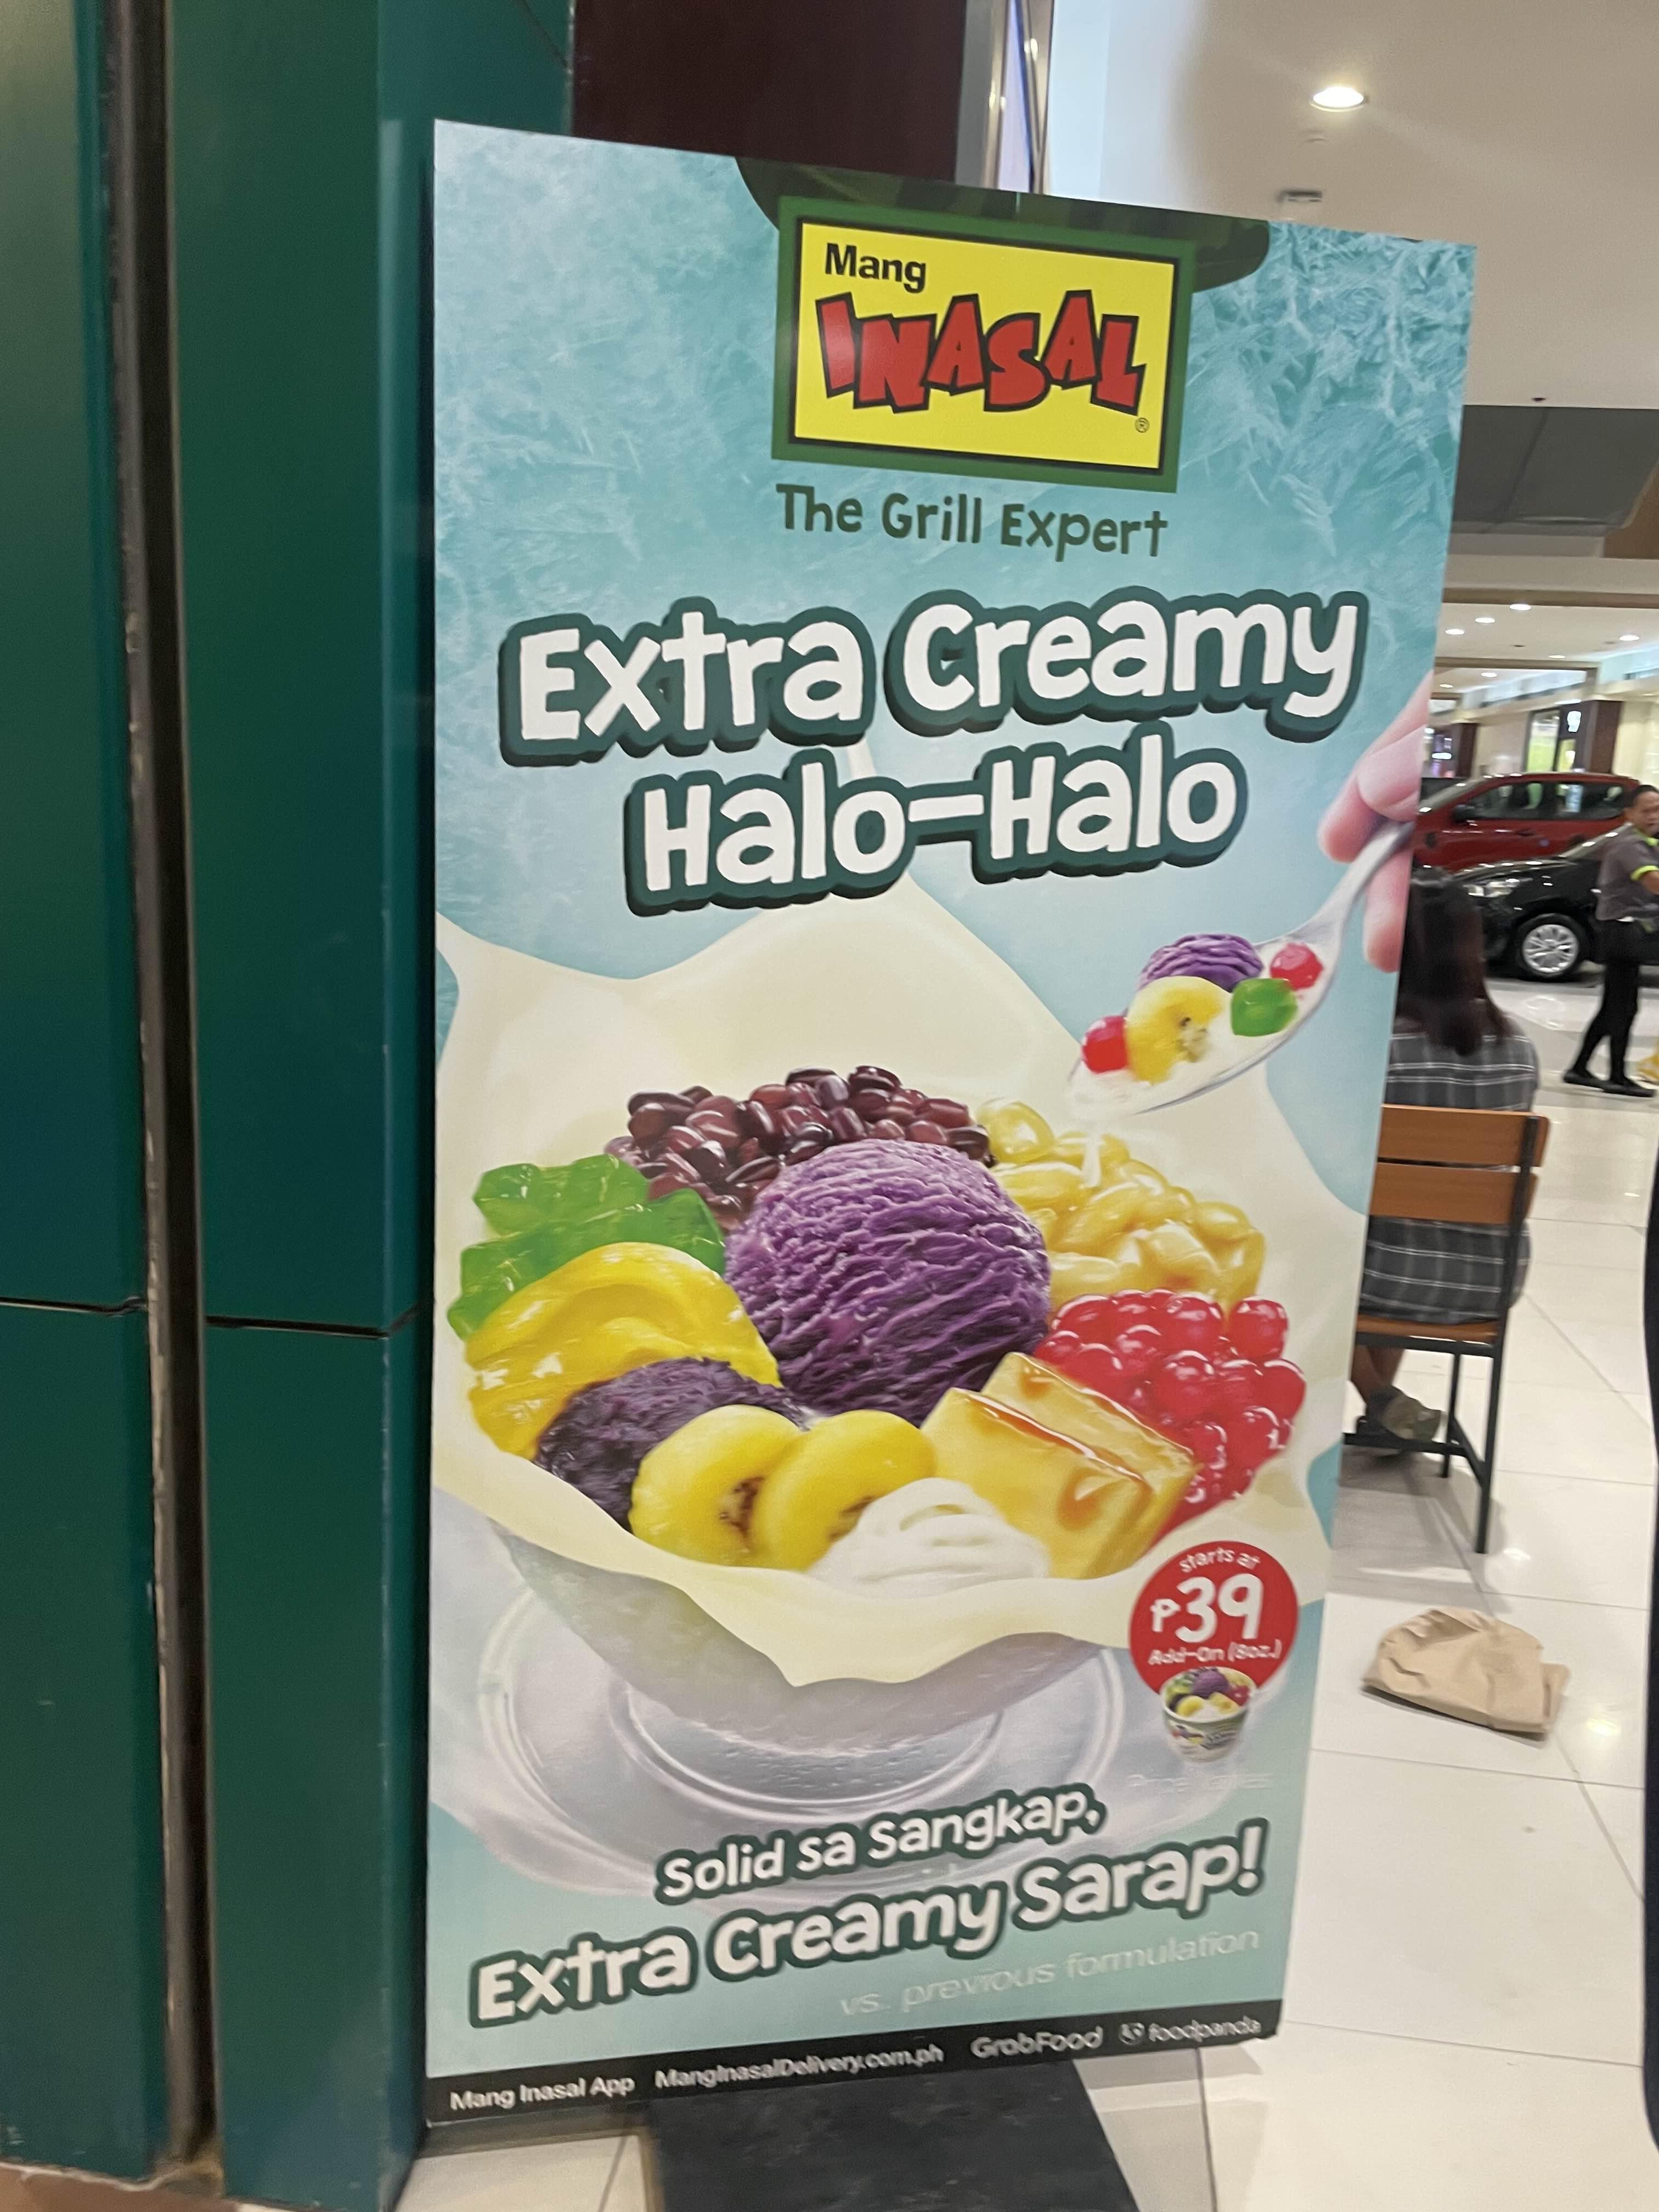 Mang
INASAL
®
The Grill Expert
Extra Creamy
Halo-Halo
starts at
₱39
Add-On (8oz.)
Solid sa Sangkap,
Extra Creamy Sarap!
vs. previous formulation
Mang Inasal App MangInasalDelivery.com.ph GrabFood foodpanda